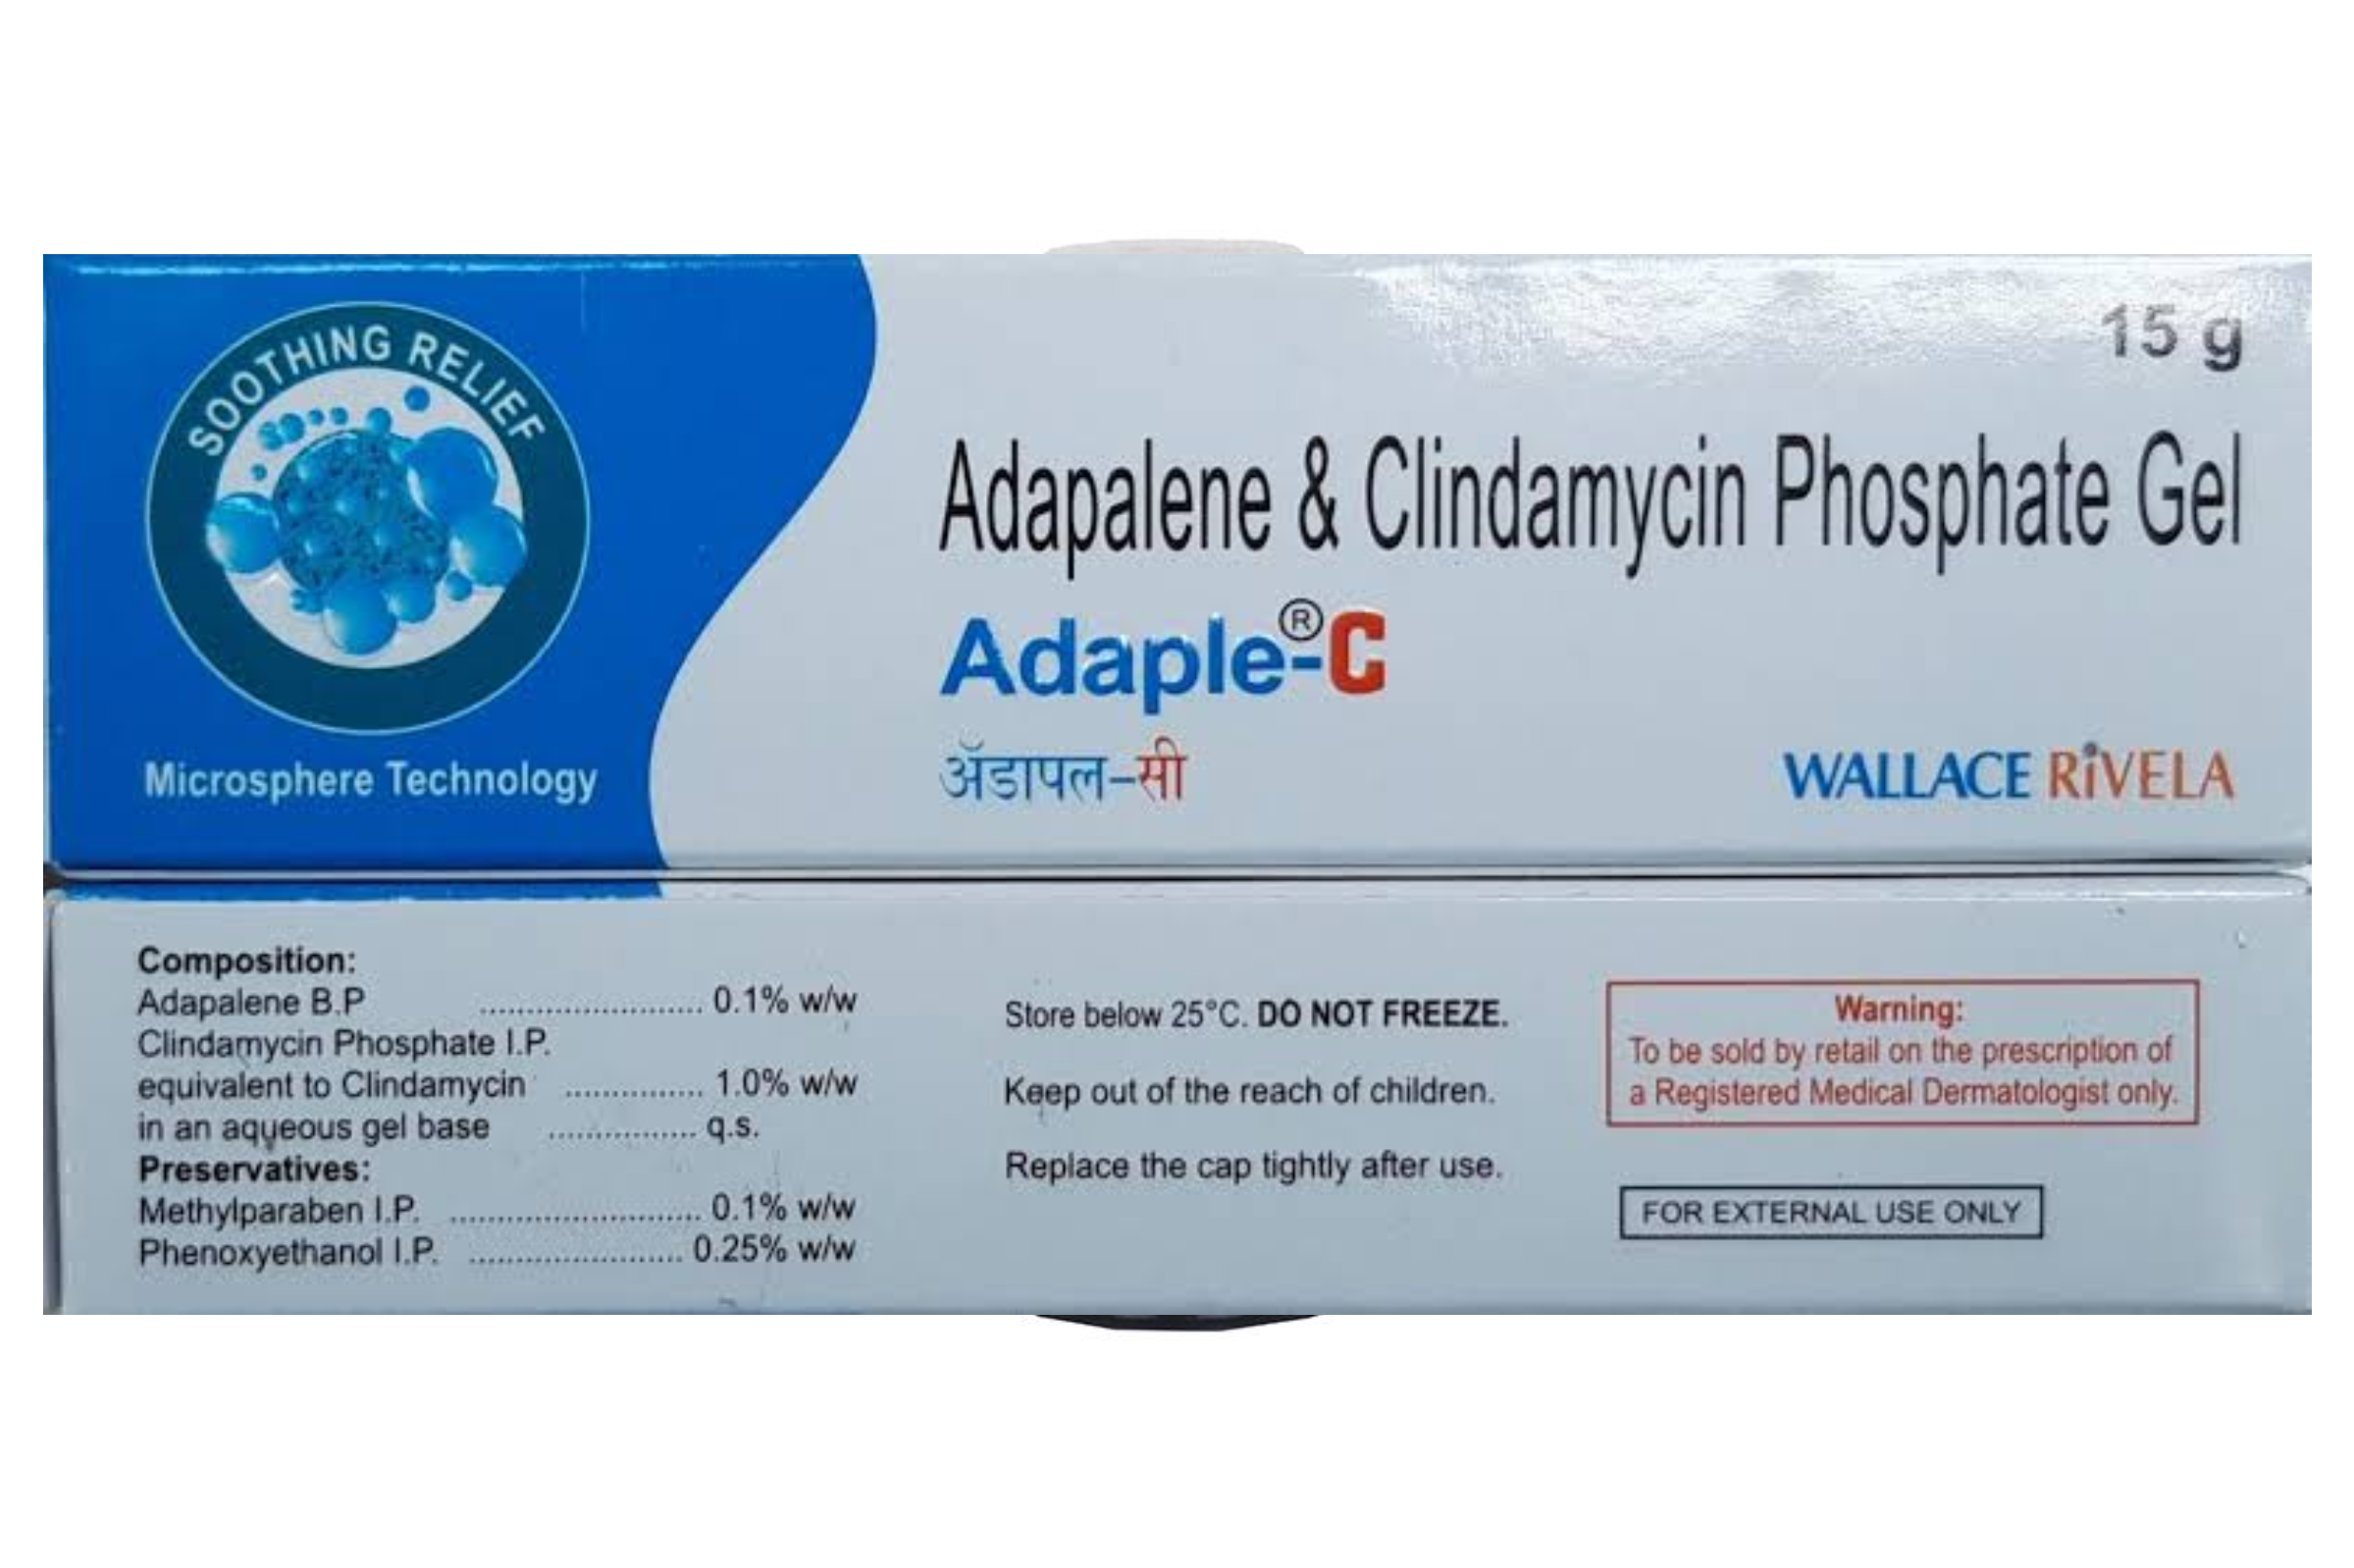 15 g
SOOTHING RELIEF
Adapalene & Clindamycin Phosphate Gel
Adaple®-C
ॲडापल–सी
Microsphere Technology
WALLACE RiVELA
Composition:
Adapalene B.P ........................ 0.1% w/w
Clindamycin Phosphate I.P.
equivalent to Clindamycin ............... 1.0% w/w
in an aqueous gel base ................ q.s.
Preservatives:
Methylparaben I.P. ........................... 0.1% w/w
Phenoxyethanol I.P. ....................... 0.25% w/w
Store below 25°C. DO NOT FREEZE.
Keep out of the reach of children.
Replace the cap tightly after use.
Warning:
To be sold by retail on the prescription of
a Registered Medical Dermatologist only.
FOR EXTERNAL USE ONLY